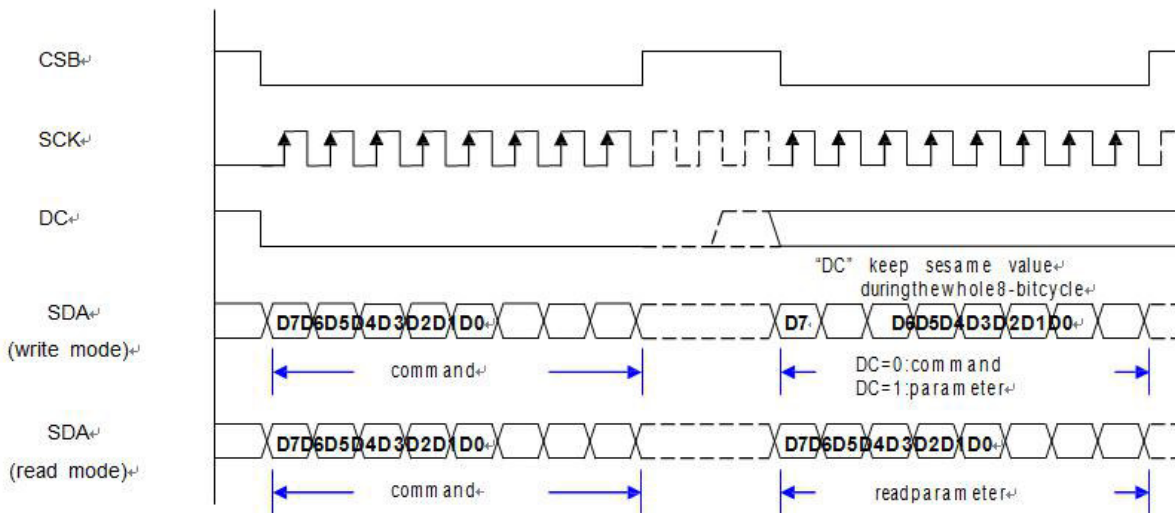 CSB↵
SCK↵
DC↵
“DC” keep sesame value↵
duringthewhole8-bitcycle↵
SDA↵
(write mode)↵
D7D6D5D4D3D2D1D0↵
D7↵
D6D5D4D3D2D1D0↵
command↵
DC=0:command
DC=1:parameter↵
SDA↵
(read mode)↵
D7D6D5D4D3D2D1D0↵
D7D6D5D4D3D2D1D0↵
command↵
readparameter↵